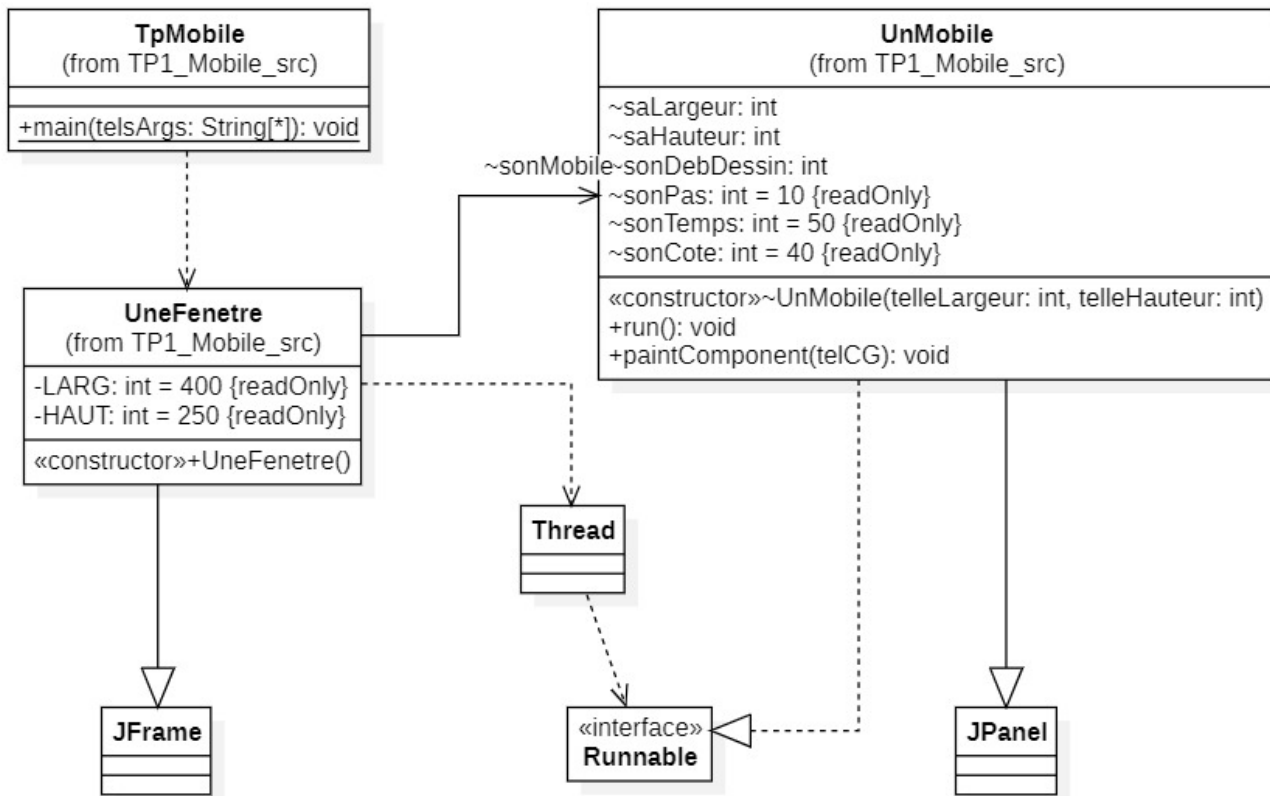 TpMobile
(from TP1_Mobile_src)
+main(telsArgs: String[*]): void
UnMobile
(from TP1_Mobile_src)
~saLargeur: int
~saHauteur: int
~sonDebDessin: int
~sonPas: int = 10 {readOnly}
~sonTemps: int = 50 {readOnly}
~sonCote: int = 40 {readOnly}
«constructor»~UnMobile(telleLargeur: int, telleHauteur: int)
+run(): void
+paintComponent(telCG): void
~sonMobile
UneFenetre
(from TP1_Mobile_src)
-LARG: int = 400 {readOnly}
-HAUT: int = 250 {readOnly}
«constructor»+UneFenetre()
Thread
JFrame
«interface»
Runnable
JPanel